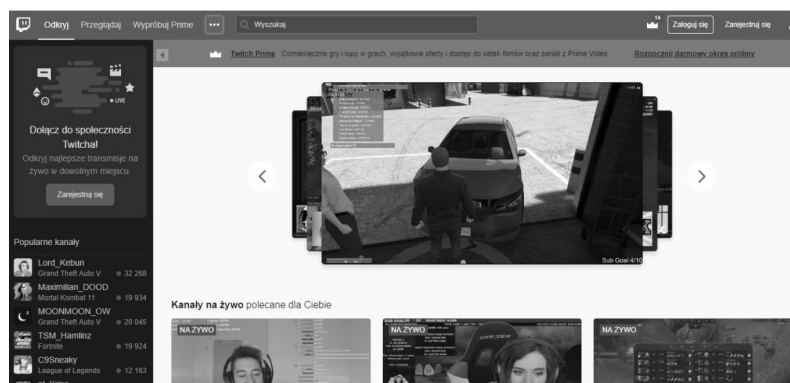 Odkryj Przeglądaj Wypróbuj Prime ••• Wyszukaj 14 Zaloguj się Zarejestruj się
Twitch Prime Comiesięczne gry i łupy w grach, wyjątkowe oferty i dostęp do setek filmów oraz seriali z Prime Video. Rozpocznij darmowy okres próbny
LIVE
Dołącz do społeczności
Twitcha!
Odkryj najlepsze transmisje na
żywo w dowolnym miejscu.
Zarejestruj się
Sub Goal 4/10
Popularne kanały
Lord_Kebun
Grand Theft Auto V 32 268
Maximilian_DOOD
Mortal Kombat 11 19 934
MOONMOON_OW
Grand Theft Auto V 20 045
TSM_Hamlinz
Fortnite 19 924
C9Sneaky
League of Legends 12 163
Kanały na żywo polecane dla Ciebie
NA ŻYWO
NA ŻYWO
NA ŻYWO